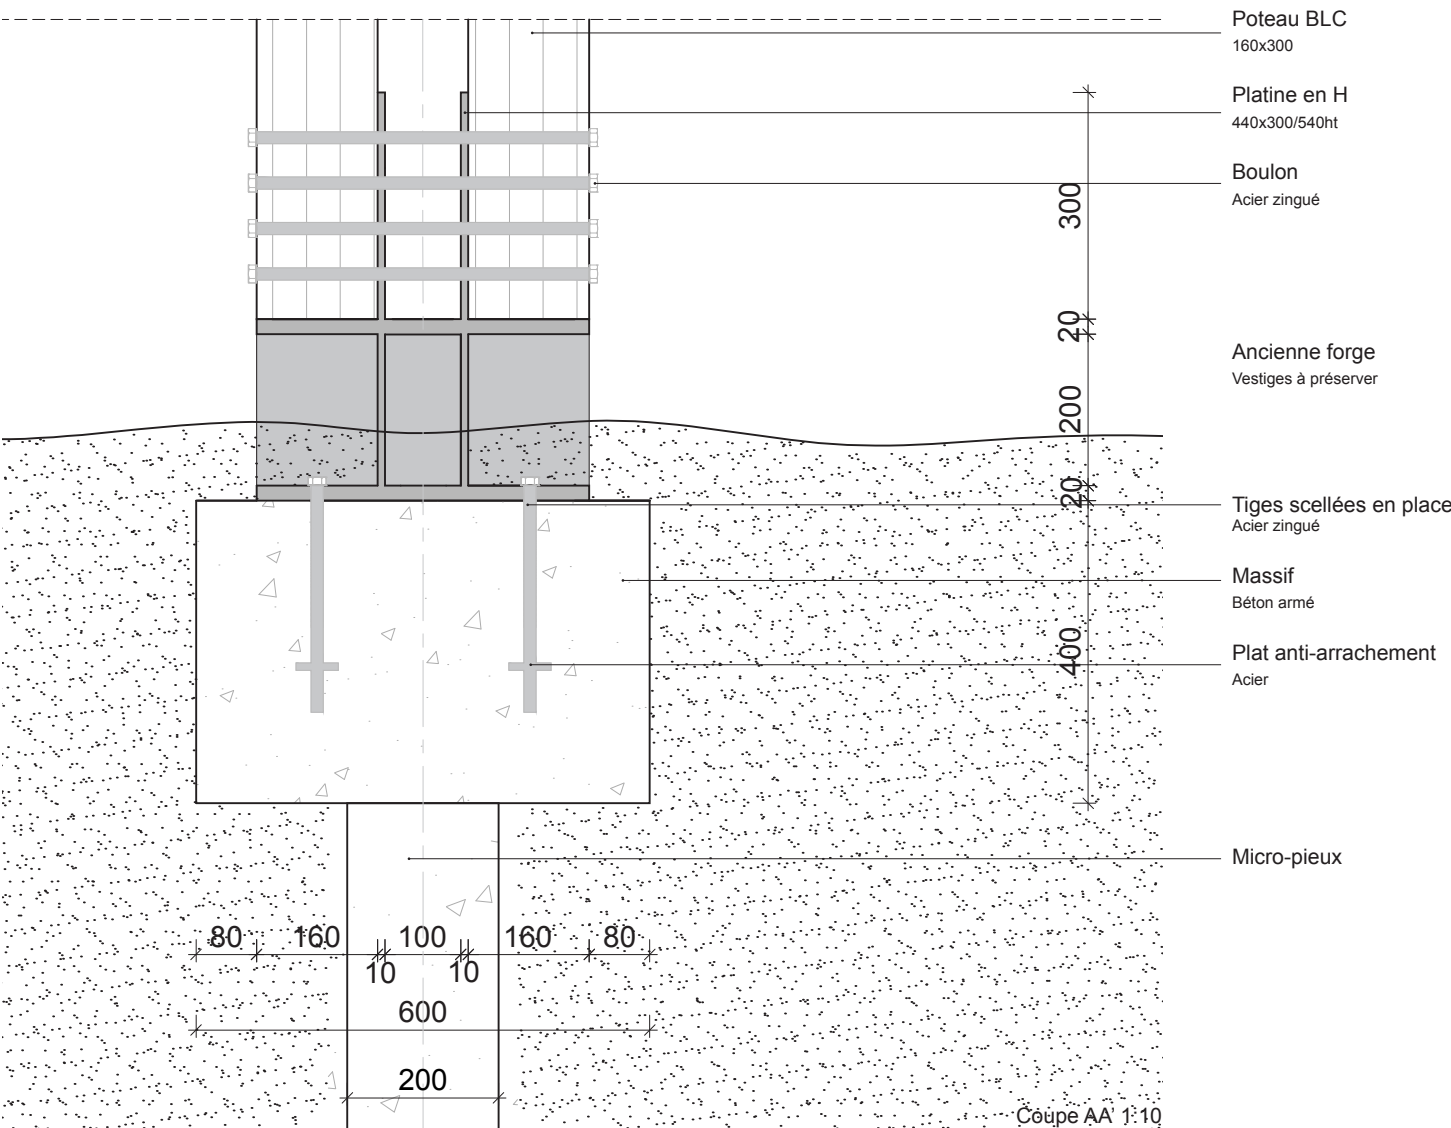 Poteau BLC
160x300
Platine en H
440x300/540ht
Boulon
Acier zingué
300
20
Ancienne forge
Vestiges à préserver
200
20
Tiges scellées en place
Acier zingué
Massif
Béton armé
400
Plat anti-arrachement
Acier
Micro-pieux
80 160 100 160 80
10 10
600
200
Coupe AA' 1:10